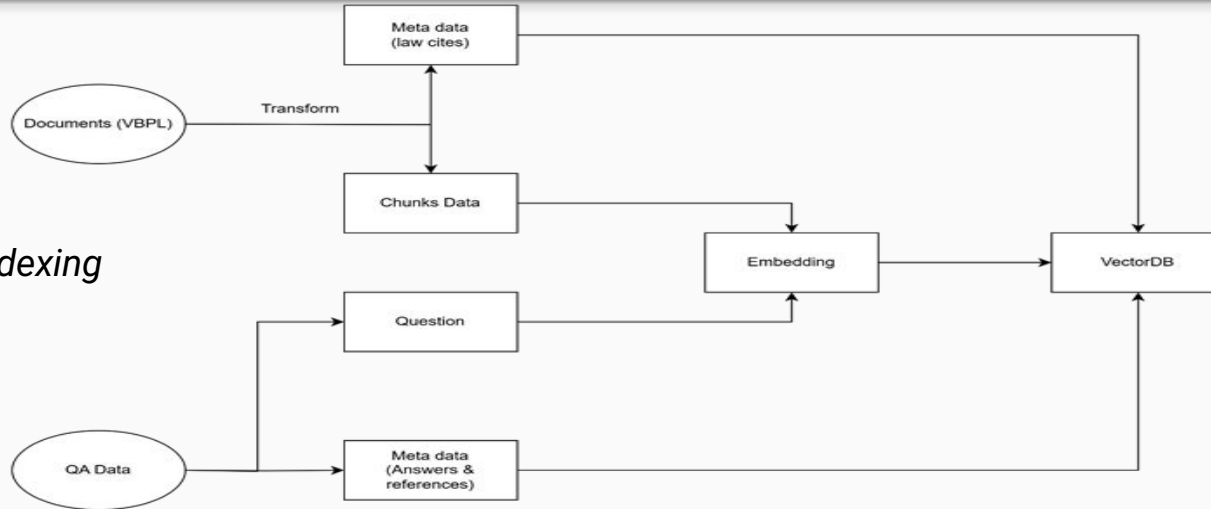 Meta data
(law cites)
Transform
Documents (VBPL)
Chunks Data
dexing
Embedding
VectorDB
Question
QA Data
Meta data
(Answers &
references)